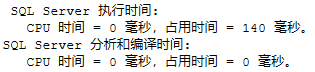 SQL Server 执行时间:
CPU 时间 = 0 毫秒，占用时间 = 140 毫秒。
SQL Server 分析和编译时间:
CPU 时间 = 0 毫秒，占用时间 = 0 毫秒。